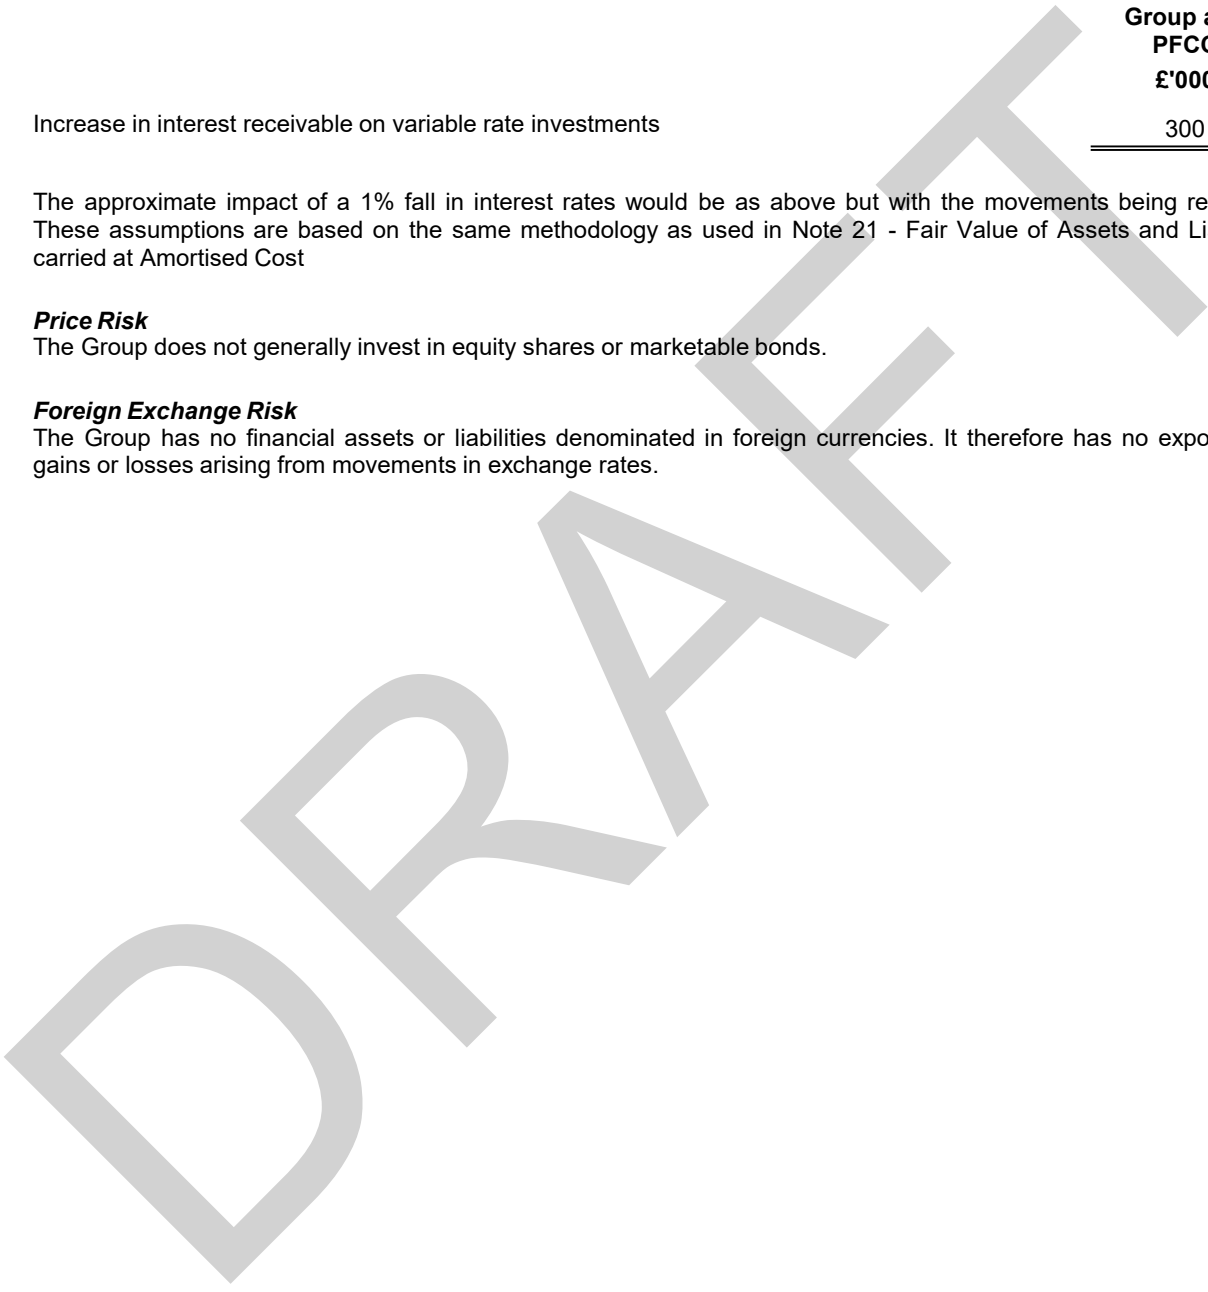 Group a
PFCC
£'000
Increase in interest receivable on variable rate investments 300
The approximate impact of a 1% fall in interest rates would be as above but with the movements being re
These assumptions are based on the same methodology as used in Note 21 - Fair Value of Assets and Li
carried at Amortised Cost
Price Risk
The Group does not generally invest in equity shares or marketable bonds.
Foreign Exchange Risk
The Group has no financial assets or liabilities denominated in foreign currencies. It therefore has no expo
gains or losses arising from movements in exchange rates.
DRAFT